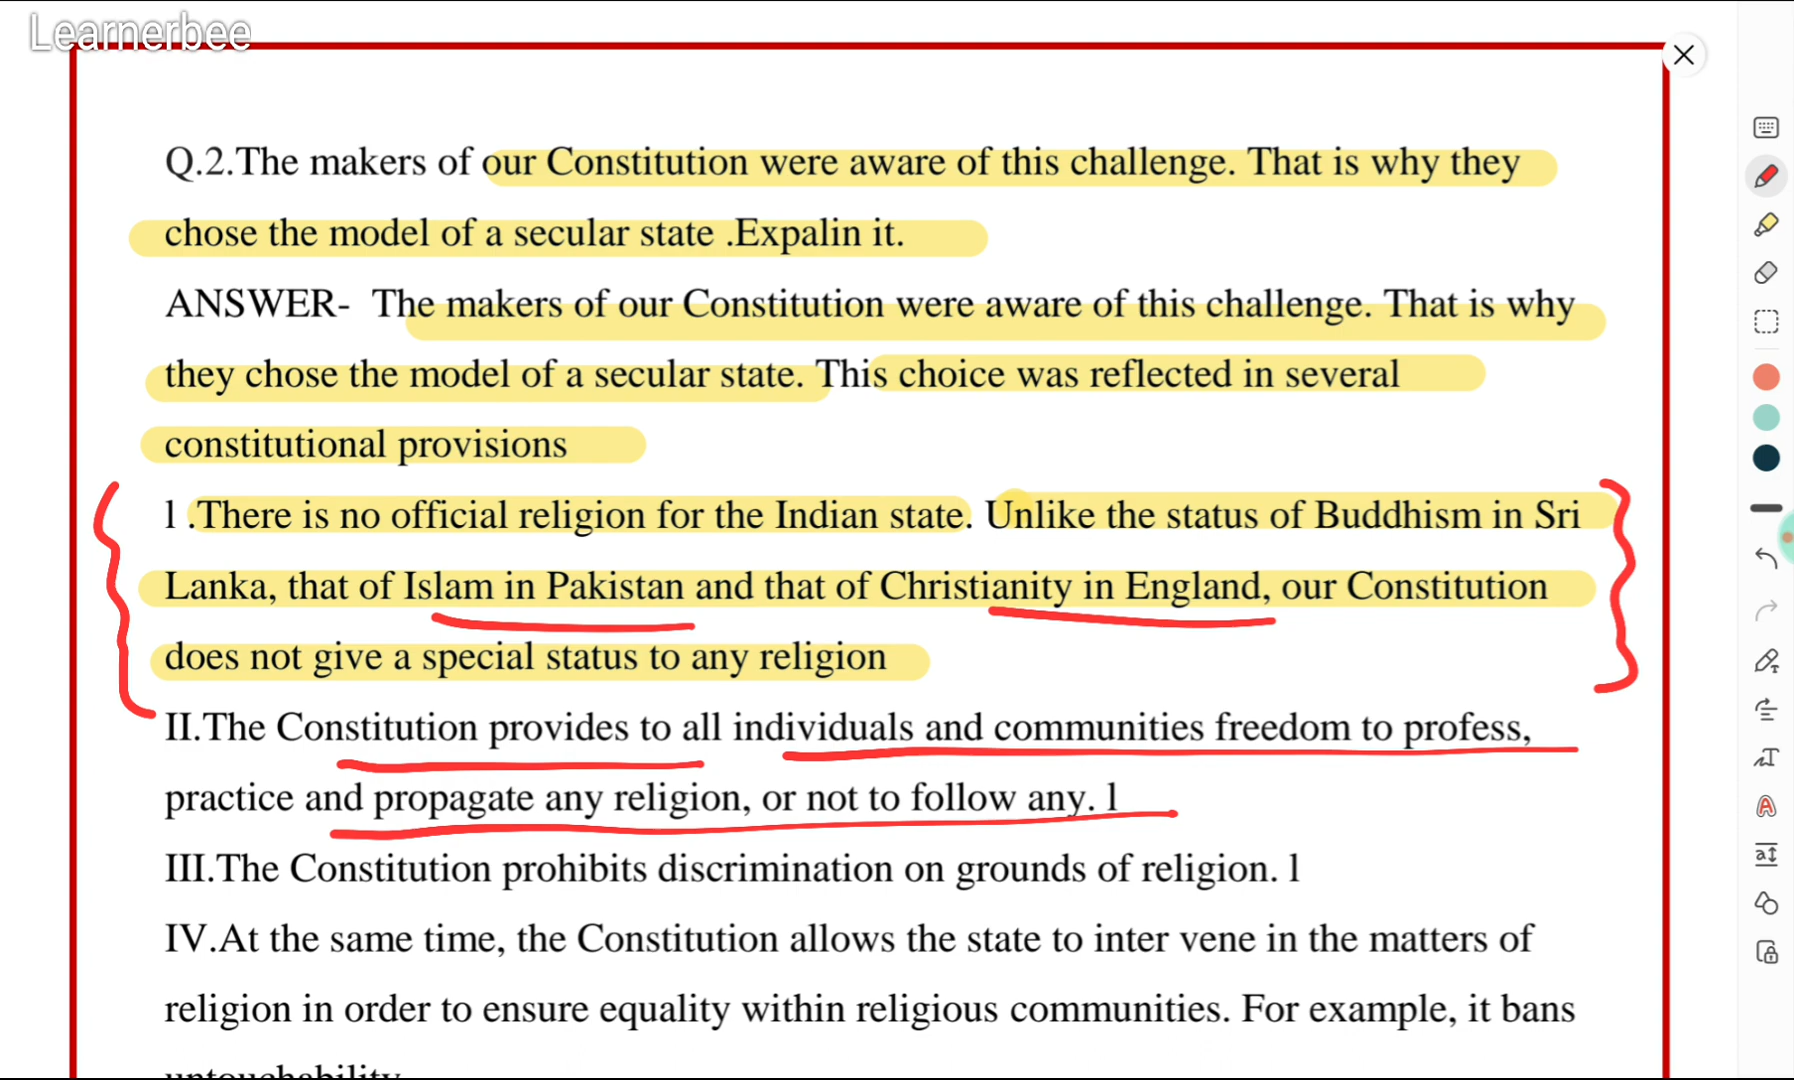 Learnerbee
Q.2.The makers of our Constitution were aware of this challenge. That is why they
chose the model of a secular state .Expalin it.
ANSWER- The makers of our Constitution were aware of this challenge. That is why
they chose the model of a secular state. This choice was reflected in several
constitutional provisions
l .There is no official religion for the Indian state. Unlike the status of Buddhism in Sri
Lanka, that of Islam in Pakistan and that of Christianity in England, our Constitution
does not give a special status to any religion
II.The Constitution provides to all individuals and communities freedom to profess,
practice and propagate any religion, or not to follow any. l
III.The Constitution prohibits discrimination on grounds of religion. l
IV.At the same time, the Constitution allows the state to inter vene in the matters of
religion in order to ensure equality within religious communities. For example, it bans
untouchability